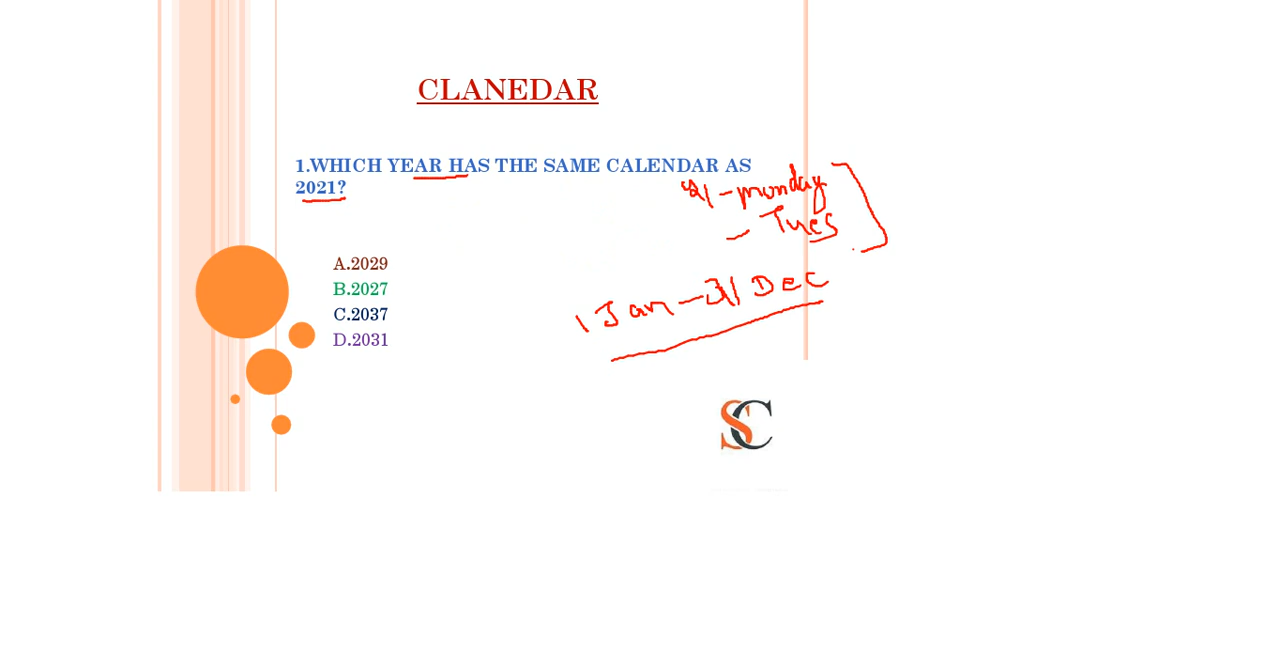 CLANEDAR
1.WHICH YEAR HAS THE SAME CALENDAR AS
2021?
21-monday
- Tues
1 Jan-31 DEC
A.2029
B.2027
C.2037
D.2031
SC